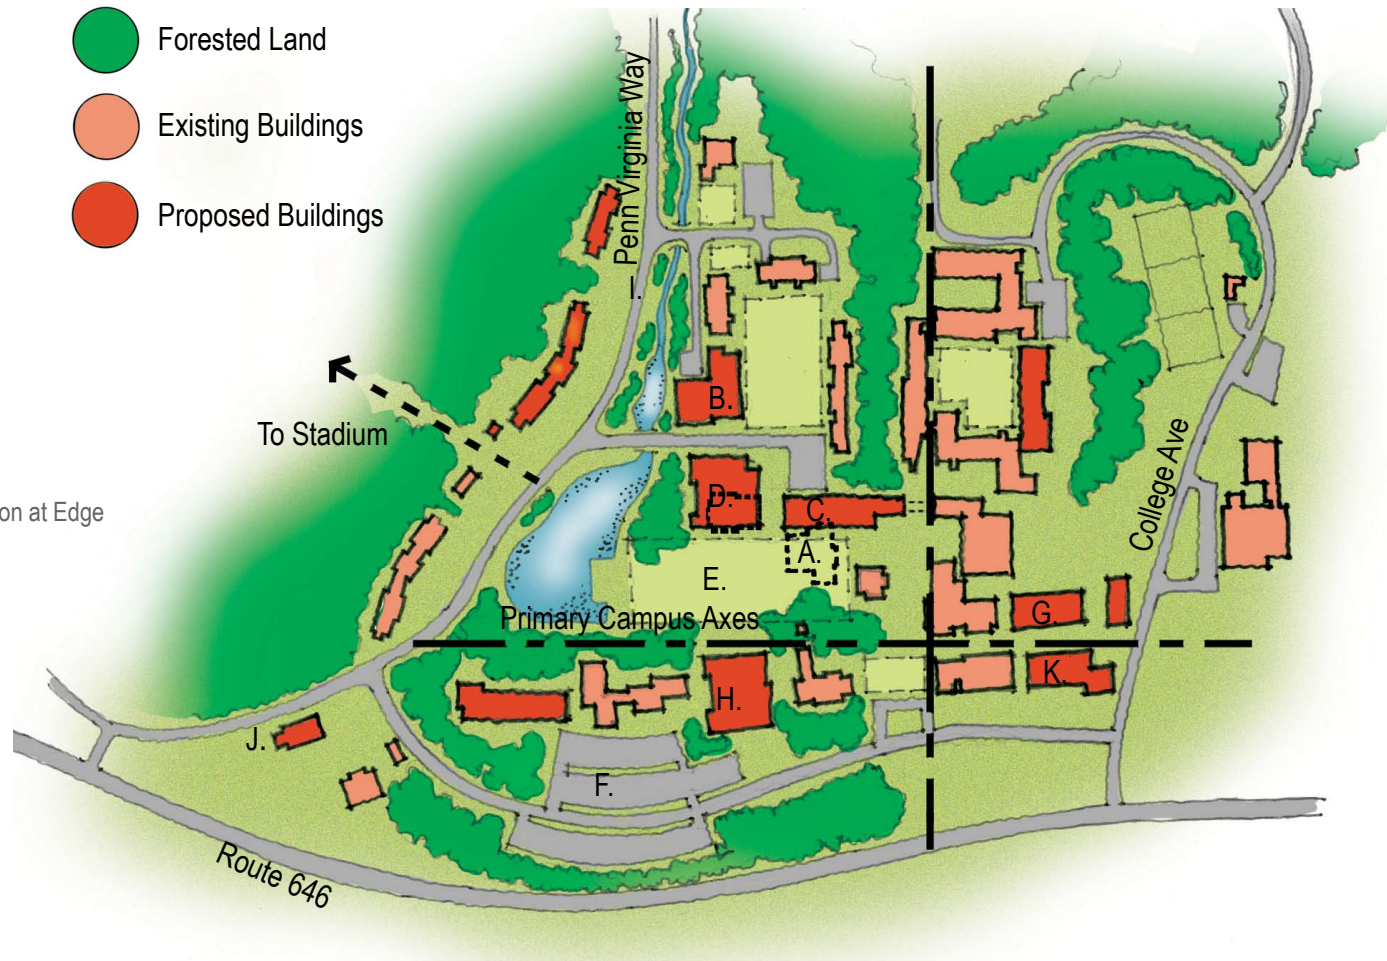 Forested Land
Existing Buildings
Proposed Buildings
Penn Virginia Way
I.
To Stadium
B.
on at Edge
D.
C.
A.
E.
College Ave
Primary Campus Axes
G.
H.
K.
J.
F.
Route 646